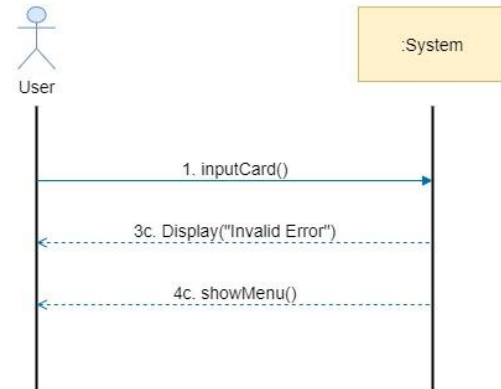 :System
User
1. inputCard()
3c. Display("Invalid Error")
4c. showMenu()